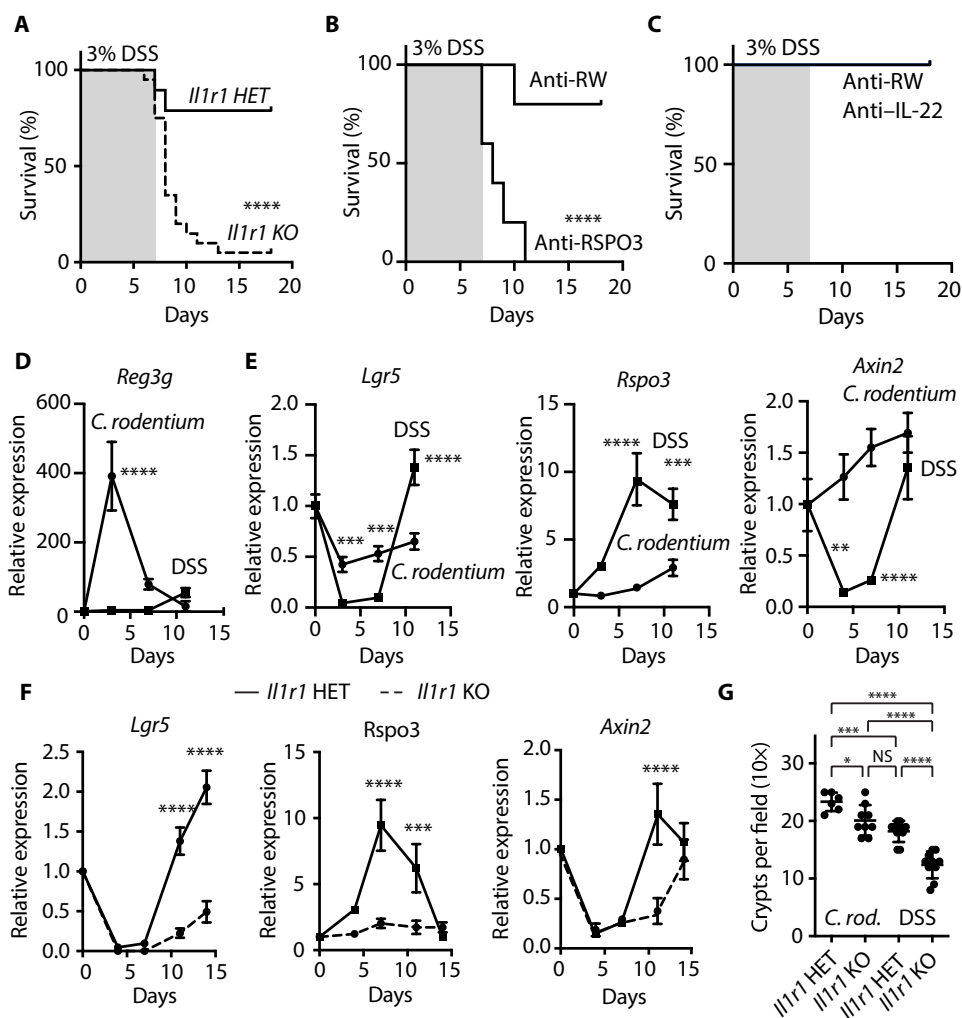 A
3% DSS
100
50
0
Survival (%)
Il1r1 HET
****
Il1r1 KO
0 5 10 15 20
Days
B
3% DSS
100
50
0
Survival (%)
Anti-RW
****
Anti-RSPO3
0 5 10 15 20
Days
C
3% DSS
100
50
0
Survival (%)
Anti-RW
Anti–IL-22
0 5 10 15 20
Days
D
Reg3g
600
400
200
0
Relative expression
C. rodentium
****
DSS
0 5 10 15
Days
E
Lgr5
2.0
1.5
1.0
0.5
0.0
Relative expression
DSS
****
***
***
C. rodentium
0 5 10 15
Days
Rspo3
15
10
5
0
Relative expression
****
DSS
***
C. rodentium
0 5 10 15
Days
Axin2
C. rodentium
2.0
1.5
1.0
0.5
0.0
Relative expression
DSS
**
****
0 5 10 15
Days
F
Il1r1 HET
Il1r1 KO
Lgr5
2.5
2.0
1.5
1.0
0.5
0.0
Relative expression
****
****
0 5 10 15
Days
Rspo3
15
10
5
0
Relative expression
****
***
0 5 10 15
Days
Axin2
2.0
1.5
1.0
0.5
0.0
Relative expression
****
0 5 10 15
Days
G
****
****
***
* NS ****
30
20
10
0
Crypts per field (10×)
C. rod. DSS
Il1r1 HET
Il1r1 KO
Il1r1 HET
Il1r1 KO